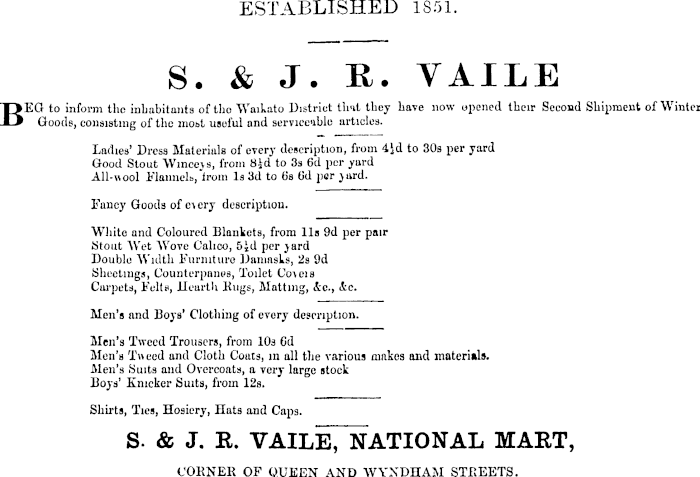 ESTABLISHED 1851.
S. & J. R. VAILE
BEG to inform the inhabitants of the Waikato District that they have now opened their Second Shipment of Winter
Goods, consisting of the most useful and serviceable articles.
Ladies' Dress Materials of every description, from 4½d to 30s per yard
Good Stout Winceys, from 8½d to 3s 6d per yard
All-wool Flannels, from 1s 3d to 6s 6d per yard.
Fancy Goods of every description.
White and Coloured Blankets, from 11s 9d per pair
Stout Wet Wove Calico, 5½d per yard
Double Width Furniture Damasks, 2s 9d
Sheetings, Counterpanes, Toilet Covers
Carpets, Felts, Hearth Rugs, Matting, &c., &c.
Men's and Boys' Clothing of every description.
Men's Tweed Trousers, from 10s 6d
Men's Tweed and Cloth Coats, in all the various makes and materials.
Men's Suits and Overcoats, a very large stock
Boys' Knicker Suits, from 12s.
Shirts, Ties, Hosiery, Hats and Caps.
S. & J. R. VAILE, NATIONAL MART,
CORNER OF QUEEN AND WYNDHAM STREETS.